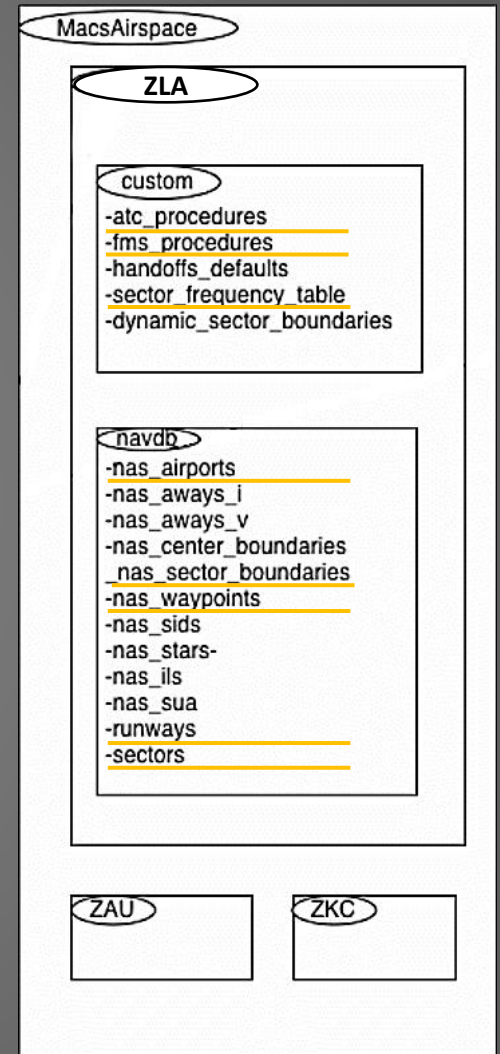 MacsAirspace
ZLA
custom
-atc_procedures
-fms_procedures
-handoffs_defaults
-sector_frequency_table
-dynamic_sector_boundaries
navdb
-nas_airports
-nas_aways_i
-nas_aways_v
-nas_center_boundaries
_nas_sector_boundaries
-nas_waypoints
-nas_sids
-nas_stars-
-nas_ils
-nas_sua
-runways
-sectors
ZAU
ZKC